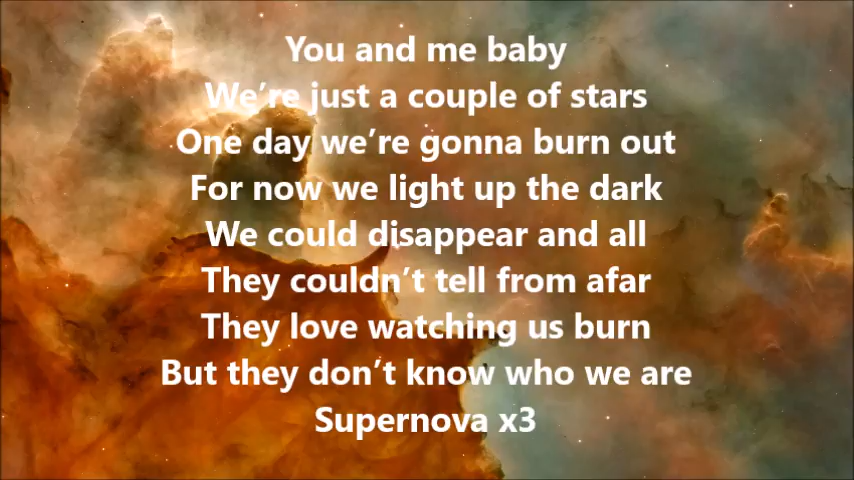 You and me baby
We’re just a couple of stars
One day we’re gonna burn out
For now we light up the dark
We could disappear and all
They couldn’t tell from afar
They love watching us burn
But they don’t know who we are
Supernova x3